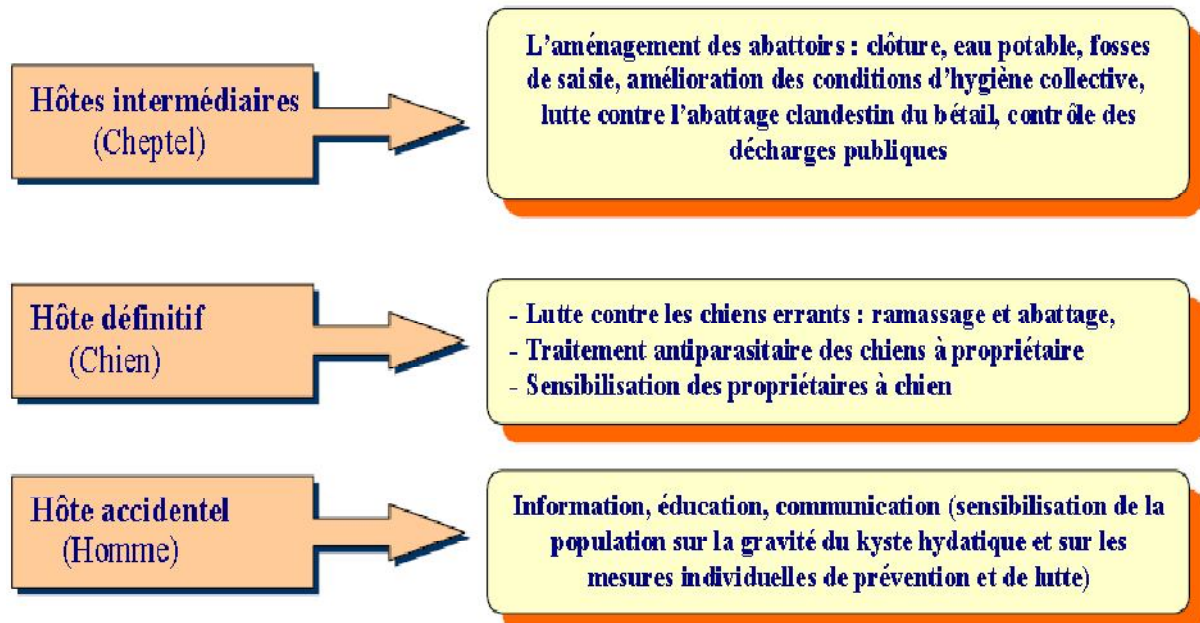 Hôtes intermédiaires
(Cheptel)
L'aménagement des abattoirs : clôture, eau potable, fosses
de saisie, amélioration des conditions d'hygiène collective,
lutte contre l'abattage clandestin du bétail, contrôle des
décharges publiques
Hôte définitif
(Chien)
- Lutte contre les chiens errants : ramassage et abattage,
- Traitement antiparasitaire des chiens à propriétaire
- Sensibilisation des propriétaires à chien
Hôte accidentel
(Homme)
Information, éducation, communication (sensibilisation de la
population sur la gravité du kyste hydatique et sur les
mesures individuelles de prévention et de lutte)